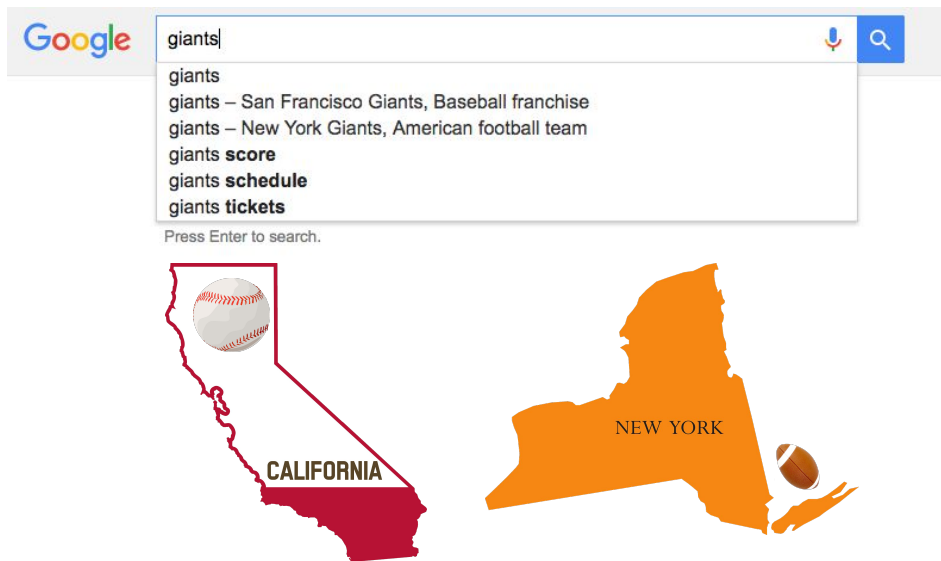 Google
giants
giants
giants – San Francisco Giants, Baseball franchise
giants – New York Giants, American football team
giants score
giants schedule
giants tickets
Press Enter to search.
CALIFORNIA
NEW YORK